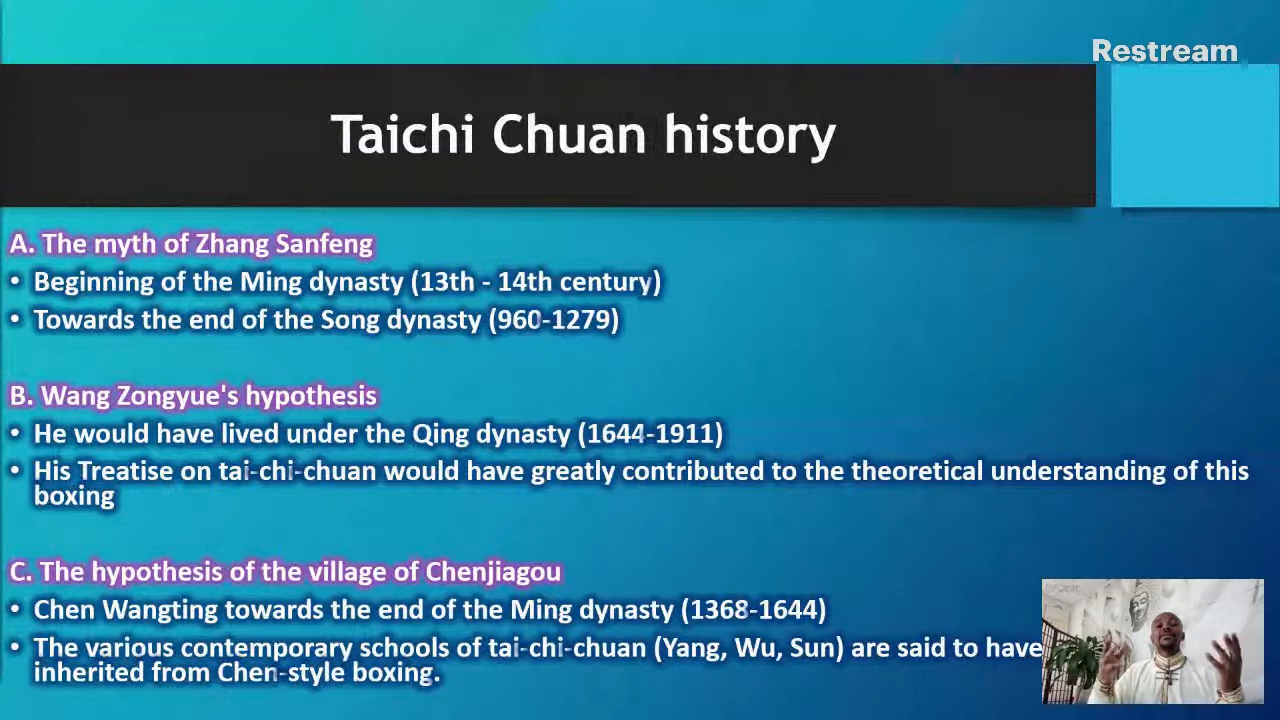 Restream
Taichi Chuan history
A. The myth of Zhang Sanfeng
• Beginning of the Ming dynasty (13th - 14th century)
• Towards the end of the Song dynasty (960-1279)
B. Wang Zongyue's hypothesis
• He would have lived under the Qing dynasty (1644-1911)
• His Treatise on tai-chi-chuan would have greatly contributed to the theoretical understanding of this
boxing
C. The hypothesis of the village of Chenjiagou
• Chen Wangting towards the end of the Ming dynasty (1368-1644)
• The various contemporary schools of tai-chi-chuan (Yang, Wu, Sun) are said to have
inherited from Chen-style boxing.